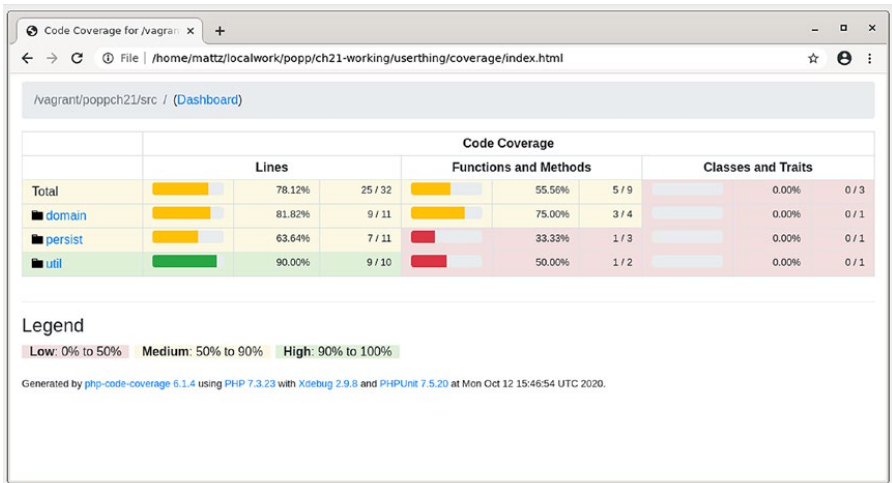 Code Coverage for /vagran × +
File | /home/mattz/localwork/popp/ch21-working/userthing/coverage/index.html
/vagrant/poppch21/src / (Dashboard)
Code Coverage
Lines Functions and Methods Classes and Traits
Total 78.12% 25 / 32 55.56% 5 / 9 0.00% 0 / 3
domain 81.82% 9 / 11 75.00% 3 / 4 0.00% 0 / 1
persist 63.64% 7 / 11 33.33% 1 / 3 0.00% 0 / 1
util 90.00% 9 / 10 50.00% 1 / 2 0.00% 0 / 1
Legend
Low: 0% to 50% Medium: 50% to 90% High: 90% to 100%
Generated by php-code-coverage 6.1.4 using PHP 7.3.23 with Xdebug 2.9.8 and PHPUnit 7.5.20 at Mon Oct 12 15:46:54 UTC 2020.